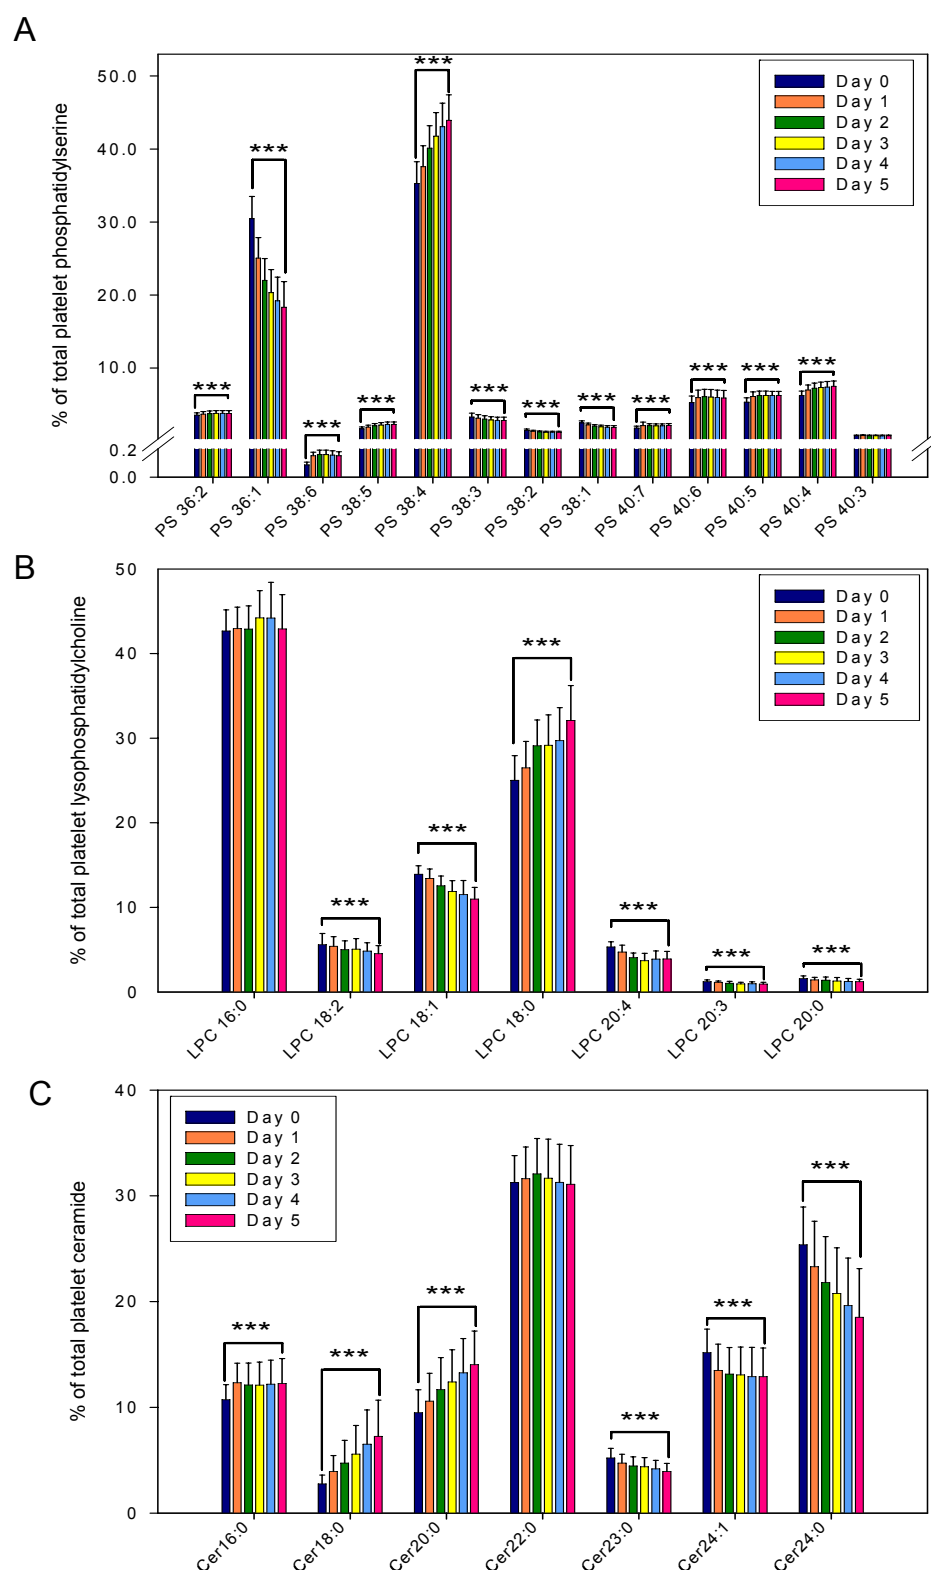 A
% of total platelet phosphatidylserine
50.0
40.0
30.0
20.0
10.0
0.2
0.0
Day 0
Day 1
Day 2
Day 3
Day 4
Day 5
***
***
***
***
***
***
***
***
***
***
***
***
PS 36:2
PS 36:1
PS 38:6
PS 38:5
PS 38:4
PS 38:3
PS 38:2
PS 38:1
PS 40:7
PS 40:6
PS 40:5
PS 40:4
PS 40:3
B
% of total platelet lysophosphatidylcholine
50
40
30
20
10
0
Day 0
Day 1
Day 2
Day 3
Day 4
Day 5
***
***
***
***
***
***
LPC 16:0
LPC 18:2
LPC 18:1
LPC 18:0
LPC 20:4
LPC 20:3
LPC 20:0
C
% of total platelet ceramide
40
30
20
10
0
Day 0
Day 1
Day 2
Day 3
Day 4
Day 5
***
***
***
***
***
***
Cer16:0
Cer18:0
Cer20:0
Cer22:0
Cer23:0
Cer24:1
Cer24:0